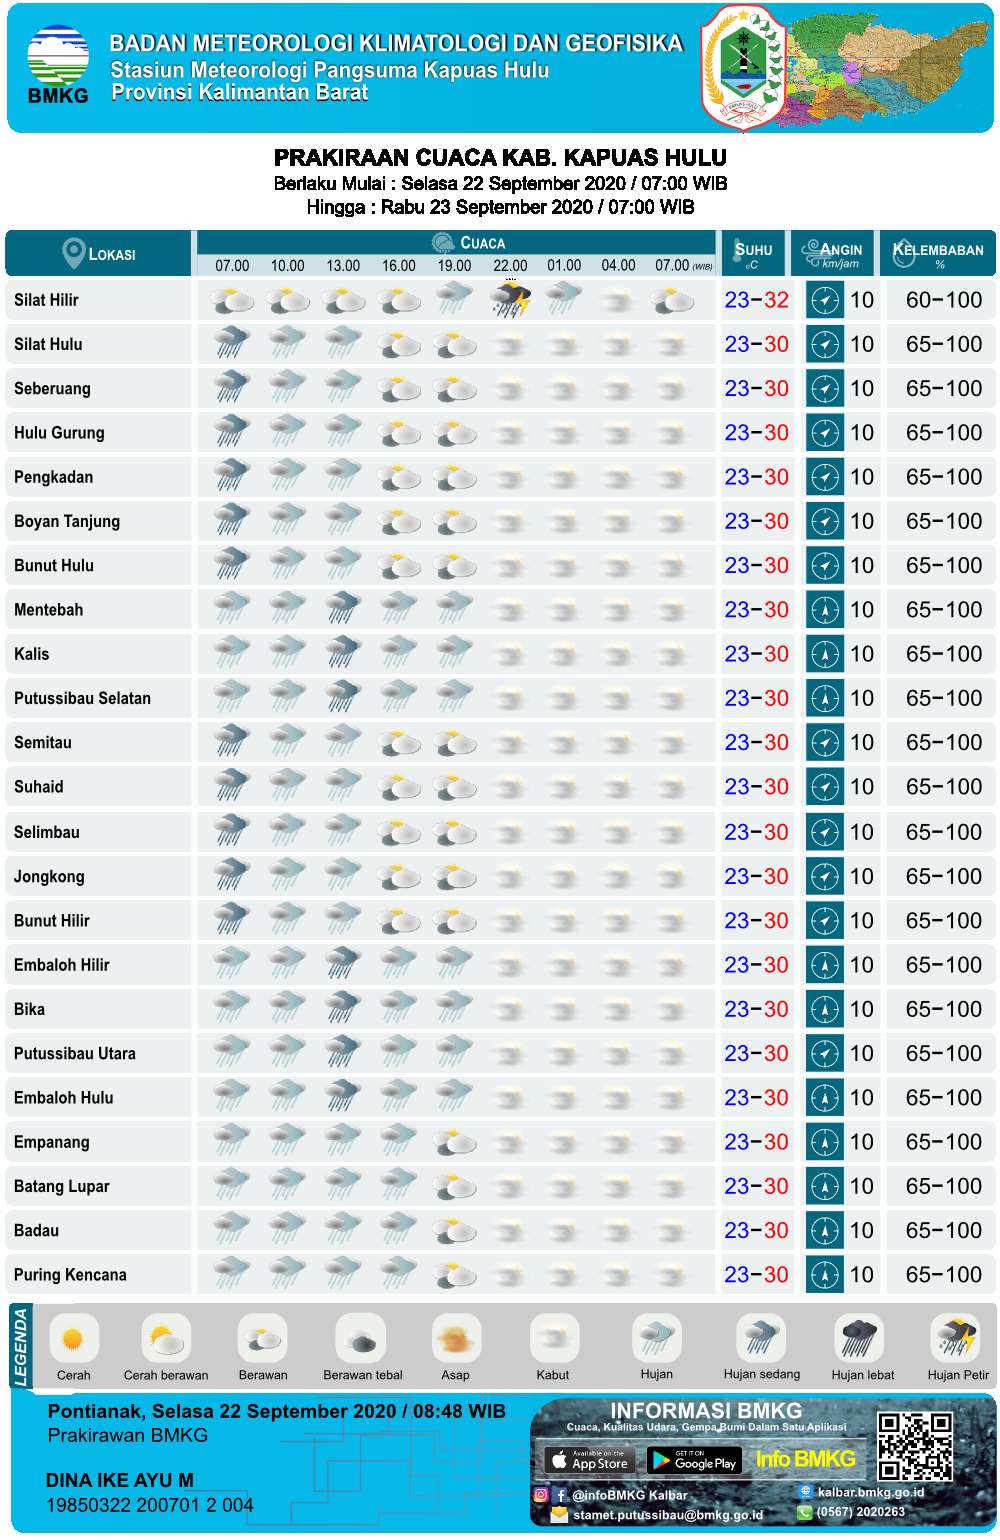 BMKG
BADAN METEOROLOGI KLIMATOLOGI DAN GEOFISIKA
Stasiun Meteorologi Pangsuma Kapuas Hulu
Provinsi Kalimantan Barat
KAPUAS HULU
PRAKIRAAN CUACA KAB. KAPUAS HULU
Berlaku Mulai : Selasa 22 September 2020 / 07:00 WIB
Hingga : Rabu 23 September 2020 / 07:00 WIB
LOKASI CUACA SUHU °C ANGIN km/jam KELEMBABAN %
07.00 10.00 13.00 16.00 19.00 22.00 01.00 04.00 07.00 (WIB)
Silat Hilir 23-32 10 60-100
Silat Hulu 23-30 10 65-100
Seberuang 23-30 10 65-100
Hulu Gurung 23-30 10 65-100
Pengkadan 23-30 10 65-100
Boyan Tanjung 23-30 10 65-100
Bunut Hulu 23-30 10 65-100
Mentebah 23-30 10 65-100
Kalis 23-30 10 65-100
Putussibau Selatan 23-30 10 65-100
Semitau 23-30 10 65-100
Suhaid 23-30 10 65-100
Selimbau 23-30 10 65-100
Jongkong 23-30 10 65-100
Bunut Hilir 23-30 10 65-100
Embaloh Hilir 23-30 10 65-100
Bika 23-30 10 65-100
Putussibau Utara 23-30 10 65-100
Embaloh Hulu 23-30 10 65-100
Empanang 23-30 10 65-100
Batang Lupar 23-30 10 65-100
Badau 23-30 10 65-100
Puring Kencana 23-30 10 65-100
LEGENDA
Cerah Cerah berawan Berawan Berawan tebal Asap Kabut Hujan Hujan sedang Hujan lebat Hujan Petir
Pontianak, Selasa 22 September 2020 / 08:48 WIB
Prakirawan BMKG
DINA IKE AYU M
19850322 200701 2 004
INFORMASI BMKG
Cuaca, Kualitas Udara, Gempa Bumi Dalam Satu Aplikasi
Available on the App Store
GET IT ON Google Play
Info BMKG
@infoBMKG Kalbar
kalbar.bmkg.go.id
stamet.putussibau@bmkg.go.id
(0567) 2020263